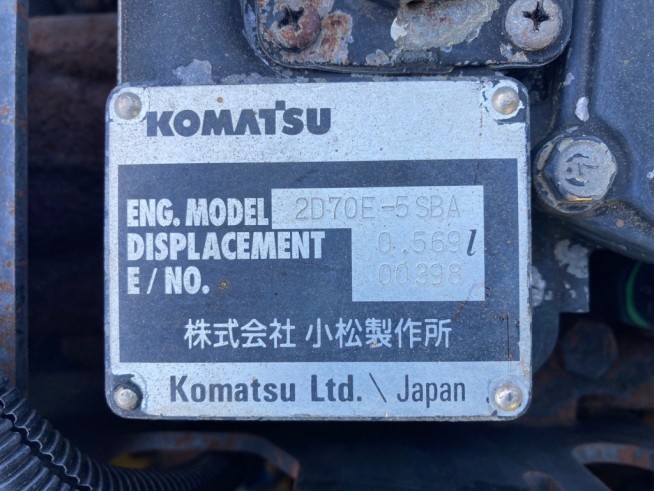 KOMATSU
ENG. MODEL 2D70E-5SBA
DISPLACEMENT 0.569 l
E/NO. 00398
株式会社 小松製作所
Komatsu Ltd. \ Japan